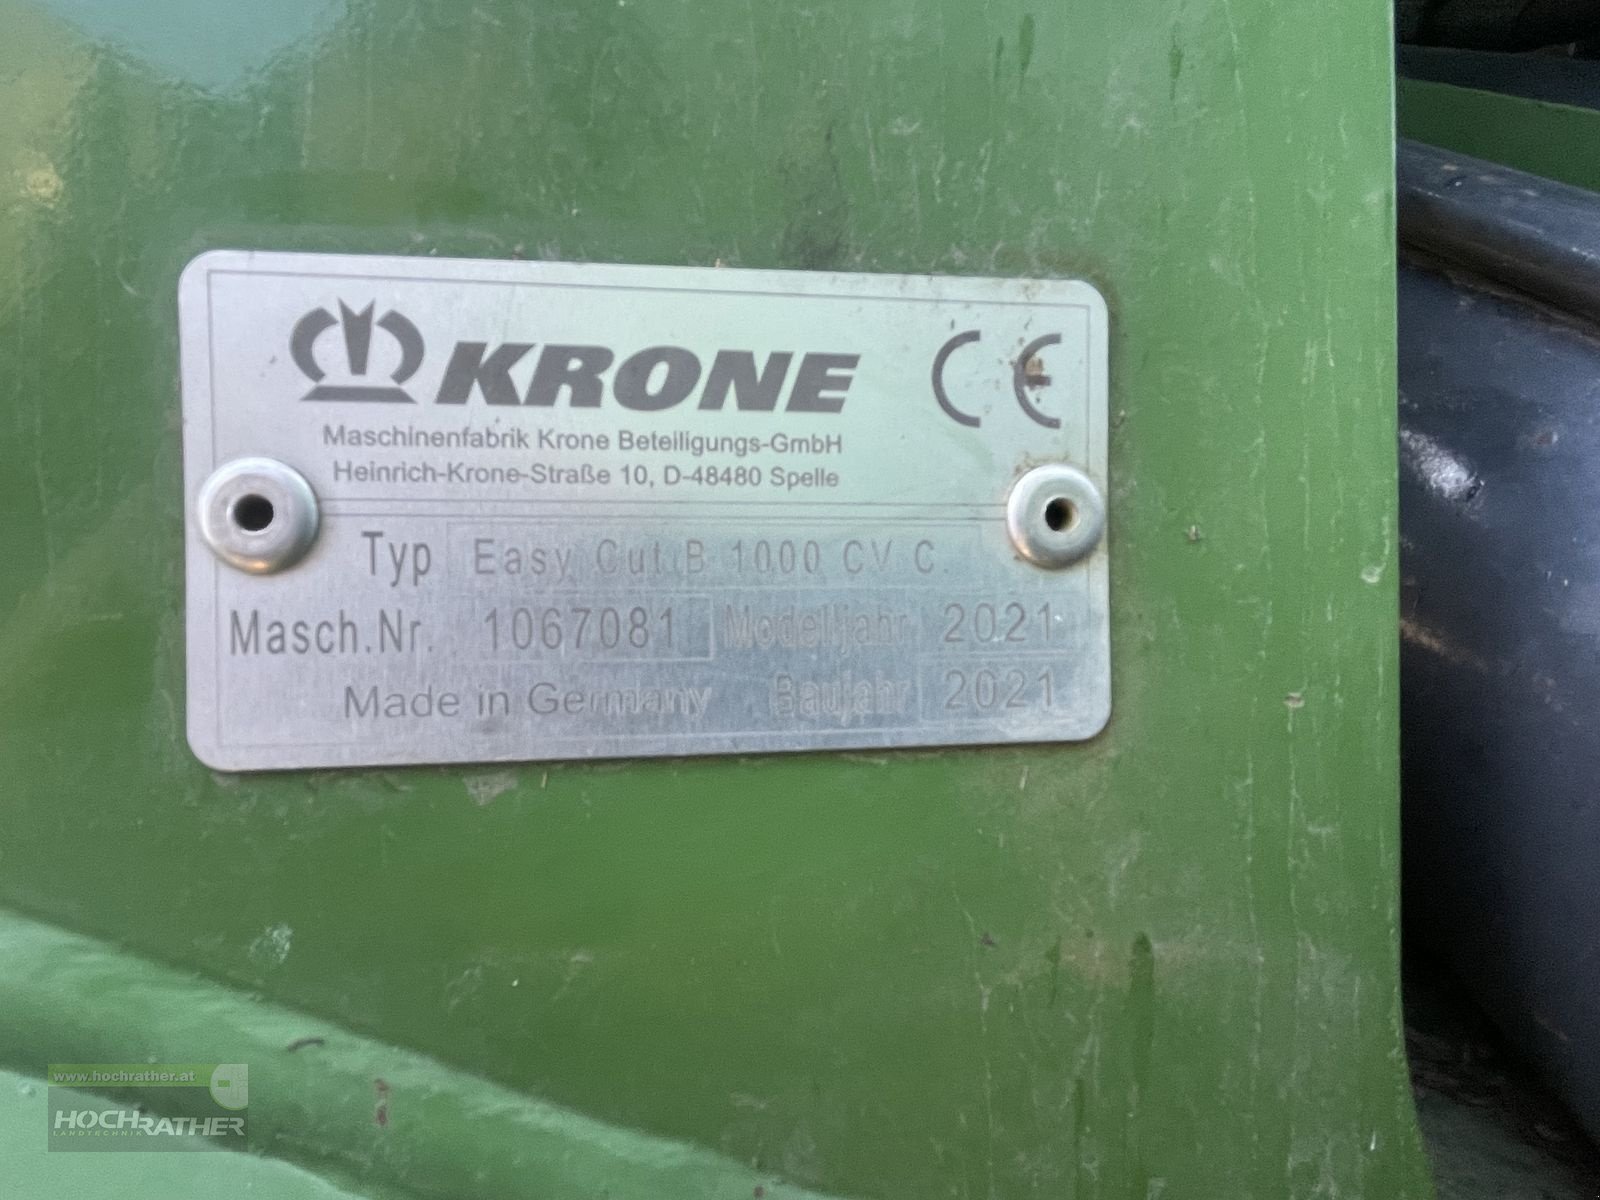 KRONE
CE
Maschinenfabrik Krone Beteiligungs-GmbH
Heinrich-Krone-Straße 10, D-48480 Spelle
Typ Easy Cut B 1000 CV C.
Masch.Nr. 1067081 Modelljahr 2021
Made in Germany Baujahr 2021
www.hochrather.at
HOCHRATHER
LANDTECHNIK